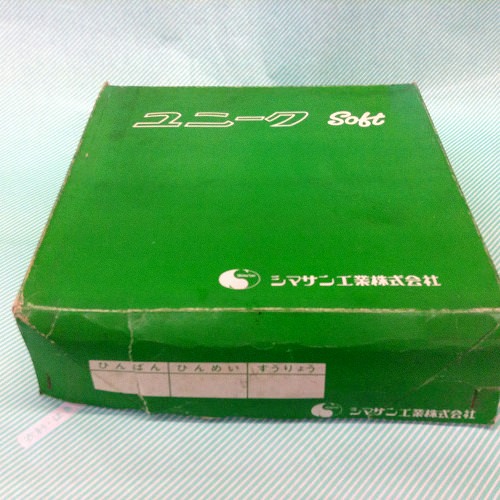 ユニーク Soft
シマサン工業株式会社
ひんばん ひんめい すうりょう
シマサン工業株式会社